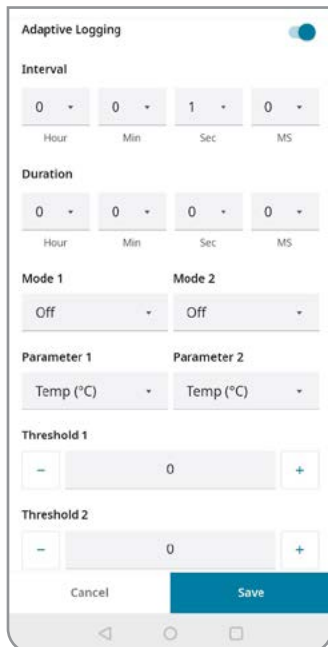 Adaptive Logging
Interval
0 0 1 0
Hour Min Sec MS
Duration
0 0 0 0
Hour Min Sec MS
Mode 1 Mode 2
Off Off
Parameter 1 Parameter 2
Temp (°C) Temp (°C)
Threshold 1
− 0 +
Threshold 2
− 0 +
Cancel Save